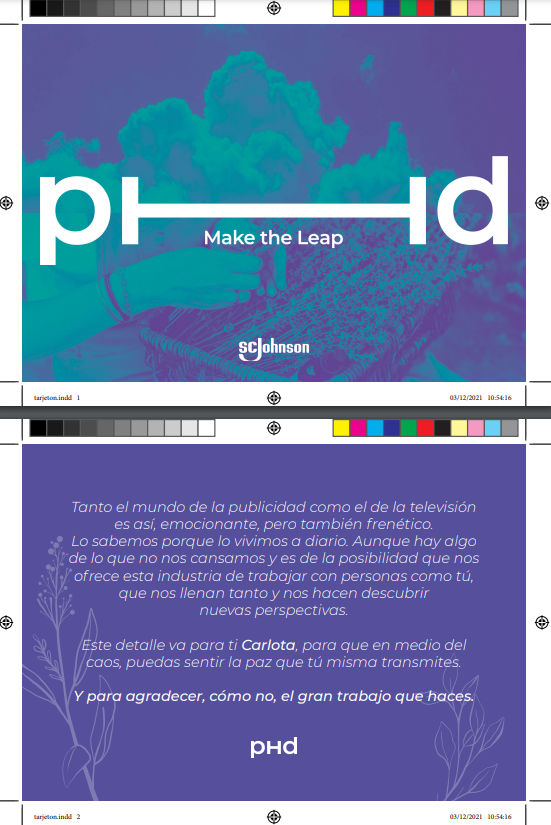 pHd
Make the Leap
SC Johnson
tarjeton.indd 1
03/12/2021 10:54:16
Tanto el mundo de la publicidad como el de la televisión
es así, emocionante, pero también frenético.
Lo sabemos porque lo vivimos a diario. Aunque hay algo
de lo que no nos cansamos y es de la posibilidad que nos
ofrece esta industria de trabajar con personas como tú,
que nos llenan tanto y nos hacen descubrir
nuevas perspectivas.
Este detalle va para ti Carlota, para que en medio del
caos, puedas sentir la paz que tú misma transmites.
Y para agradecer, cómo no, el gran trabajo que haces.
pHd
tarjeton.indd 2
03/12/2021 10:54:16